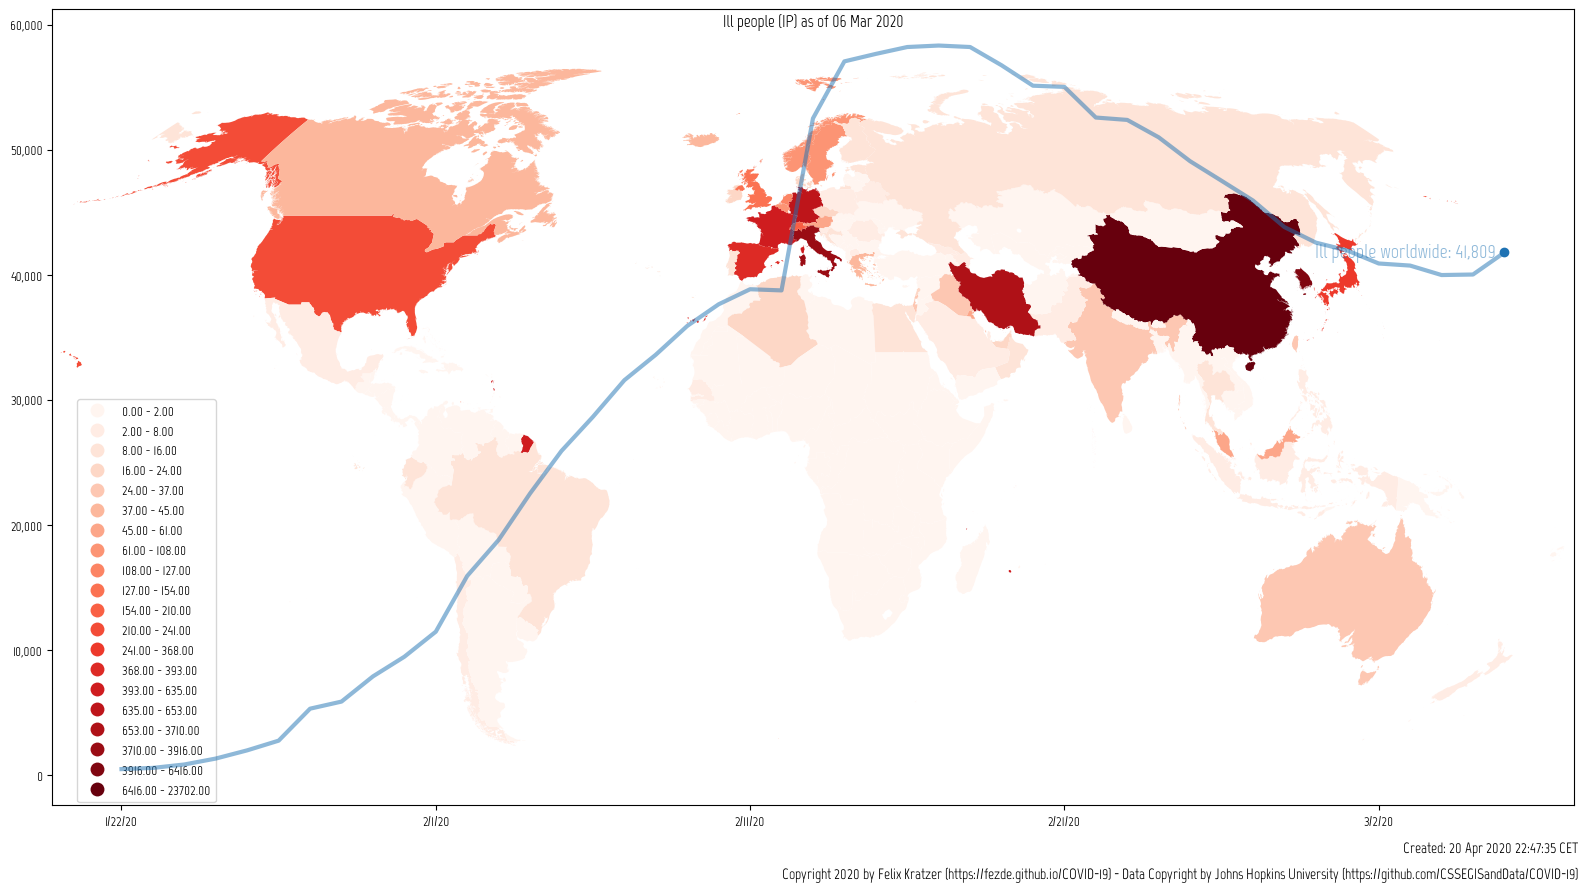 Ill people (IP) as of 06 Mar 2020
60,000
50,000
40,000
30,000
20,000
10,000
0
Ill people worldwide: 41,809
0.00 - 2.00
2.00 - 8.00
8.00 - 16.00
16.00 - 24.00
24.00 - 37.00
37.00 - 45.00
45.00 - 61.00
61.00 - 108.00
108.00 - 127.00
127.00 - 154.00
154.00 - 210.00
210.00 - 241.00
241.00 - 368.00
368.00 - 393.00
393.00 - 635.00
635.00 - 653.00
653.00 - 3710.00
3710.00 - 3916.00
3916.00 - 6416.00
6416.00 - 23702.00
1/22/20
2/1/20
2/11/20
2/21/20
3/2/20
Created: 20 Apr 2020 22:47:35 CET
Copyright 2020 by Felix Kratzer (https://fezde.github.io/COVID-19) - Data Copyright by Johns Hopkins University (https://github.com/CSSEGISandData/COVID-19)